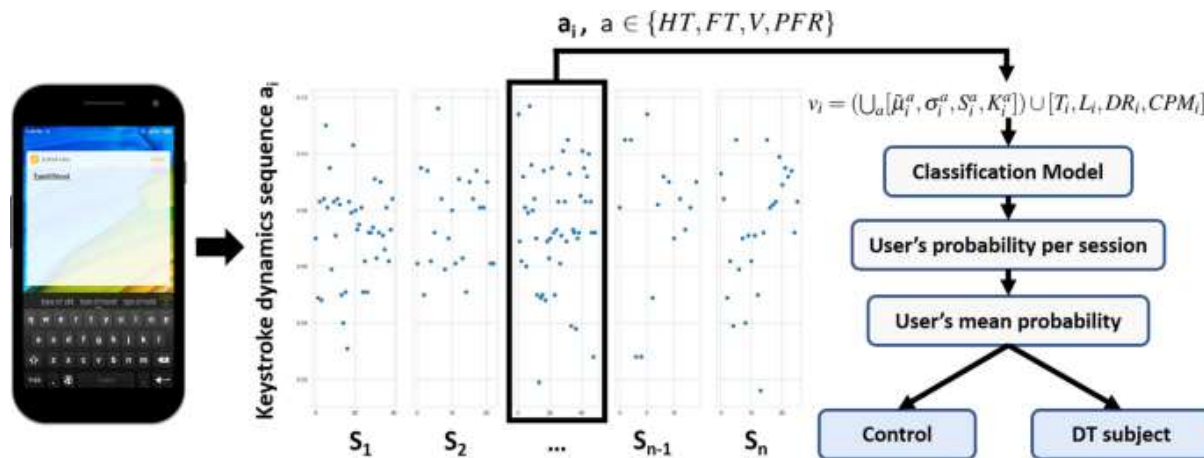 a_i, a ∈ {HT, FT, V, PFR}
Keystroke dynamics sequence a_i
S_1
S_2
...
S_{n-1}
S_n
v_i = (⋃_a[μ̃_i^a, σ_i^a, S_i^a, K_i^a]) ∪ [T_i, L_i, DR_i, CPM_i]
Classification Model
User's probability per session
User's mean probability
Control
DT subject
q w e r t y u i o p
a s d f g h j k l
z x c v b n m